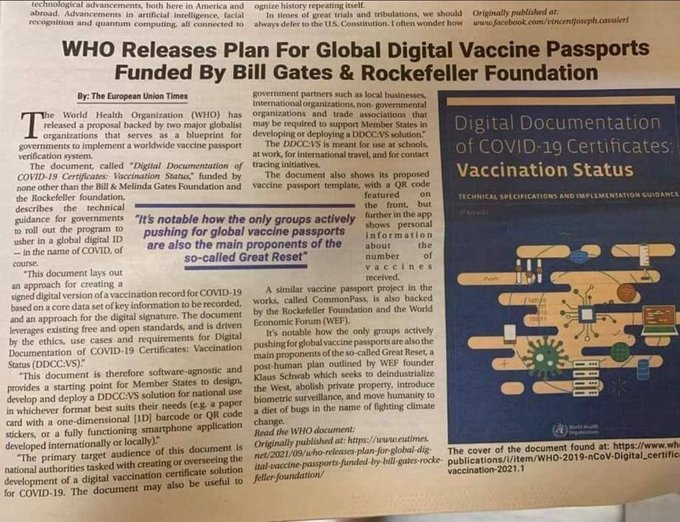 technological advancements, both here in America and
abroad. Advancements in artificial intelligence, facial
recognition and quantum computing, all connected to
ognize history repeating itself.
In times of great trials and tribulations, we should
always defer to the U.S. Constitution. I often wonder how
Originally published at:
www.facebook.com/vincentjoseph.cavaleri
WHO Releases Plan For Global Digital Vaccine Passports
Funded By Bill Gates & Rockefeller Foundation
By: The European Union Times
The World Health Organization (WHO) has
released a proposal backed by two major globalist
organizations that serves as a blueprint for
governments to implement a worldwide vaccine passport
verification system.
The document, called “Digital Documentation of
COVID-19 Certificates: Vaccination Status,” funded by
none other than the Bill & Melinda Gates Foundation and
the Rockefeller foundation,
describes the technical
guidance for governments
to roll out the program to
usher in a global digital ID
— in the name of COVID, of
course.
“This document lays out
an approach for creating a
signed digital version of a vaccination record for COVID-19
based on a core data set of key information to be recorded,
and an approach for the digital signature. The document
leverages existing free and open standards, and is driven
by the ethics, use cases and requirements for Digital
Documentation of COVID-19 Certificates: Vaccination
Status (DDCC:VS).”
“This document is therefore software-agnostic and
provides a starting point for Member States to design,
develop and deploy a DDCC:VS solution for national use
in whichever format best suits their needs (e.g. a paper
card with a one-dimensional [1D] barcode or QR code
stickers, or a fully functioning smartphone application
developed internationally or locally).”
“The primary target audience of this document is
national authorities tasked with creating or overseeing the
development of a digital vaccination certificate solution
for COVID-19. The document may also be useful to
"It's notable how the only groups actively
pushing for global vaccine passports
are also the main proponents of the
so-called Great Reset"
government partners such as local businesses,
international organizations, non-governmental
organizations and trade associations that
may be required to support Member States in
developing or deploying a DDCC:VS solution.”
The DDCC:VS is meant for use at schools,
at work, for international travel, and for contact
tracing initiatives.
The document also shows its proposed
vaccine passport template, with a QR code
featured on
the front, but
further in the app
shows personal
information
about the
number of
vaccines
received.
A similar vaccine passport project in the
works, called CommonPass, is also backed
by the Rockefeller Foundation and the World
Economic Forum (WEF).
It's notable how the only groups actively
pushing for global vaccine passports are also the
main proponents of the so-called Great Reset, a
post-human plan outlined by WEF founder
Klaus Schwab which seeks to deindustrialize
the West, abolish private property, introduce
biometric surveillance, and move humanity to
a diet of bugs in the name of fighting climate
change.
Read the WHO document:
Originally published at: https://www.eutimes.
net/2021/09/who-releases-plan-for-global-dig-
ital-vaccine-passports-funded-by-bill-gates-rocke-
feller-foundation/
Digital Documentation
of COVID-19 Certificates:
Vaccination Status
TECHNICAL SPECIFICATIONS AND IMPLEMENTATION GUIDANCE
World Health
Organization
The cover of the document found at: https://www.wh
publications/i/item/WHO-2019-nCoV-Digital_certific
vaccination-2021.1